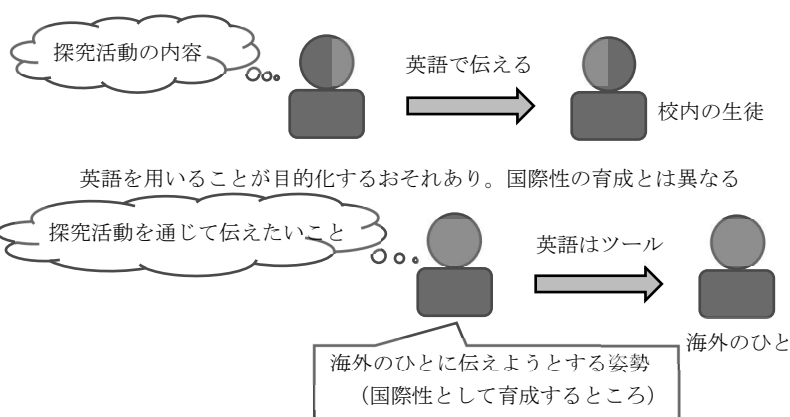 探究活動の内容
英語で伝える
校内の生徒
英語を用いることが目的化するおそれあり。国際性の育成とは異なる
探究活動を通じて伝えたいこと
英語はツール
海外のひと
海外のひとに伝えようとする姿勢
（国際性として育成するところ）